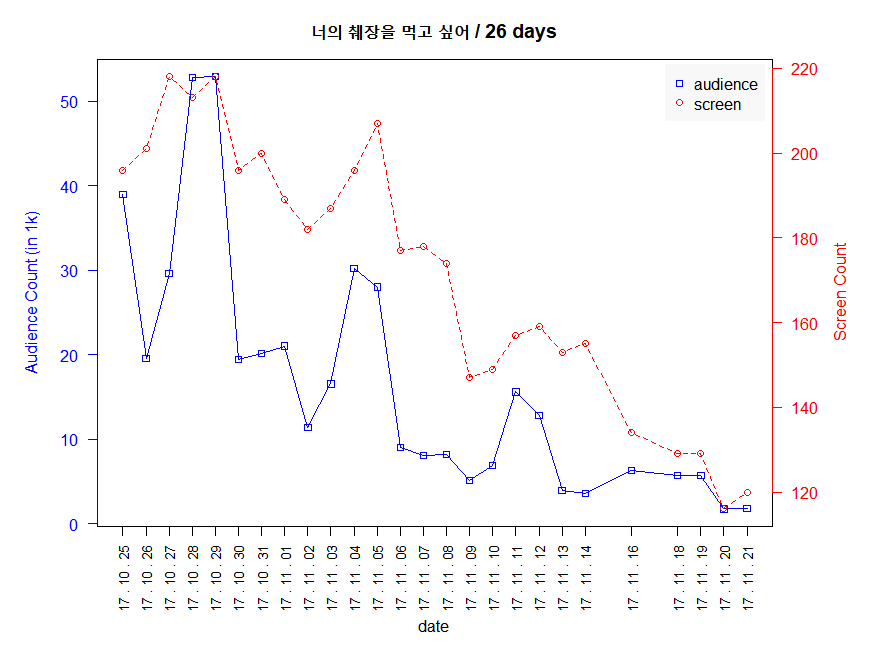 너의 췌장을 먹고 싶어 / 26 days
audience
screen
Audience Count (in 1k)
0
10
20
30
40
50
Screen Count
120
140
160
180
200
220
17 . 10 . 25
17 . 10 . 26
17 . 10 . 27
17 . 10 . 28
17 . 10 . 29
17 . 10 . 30
17 . 10 . 31
17 . 11 . 01
17 . 11 . 02
17 . 11 . 03
17 . 11 . 04
17 . 11 . 05
17 . 11 . 06
17 . 11 . 07
17 . 11 . 08
17 . 11 . 09
17 . 11 . 10
17 . 11 . 11
17 . 11 . 12
17 . 11 . 13
17 . 11 . 14
17 . 11 . 16
17 . 11 . 18
17 . 11 . 19
17 . 11 . 20
17 . 11 . 21
date